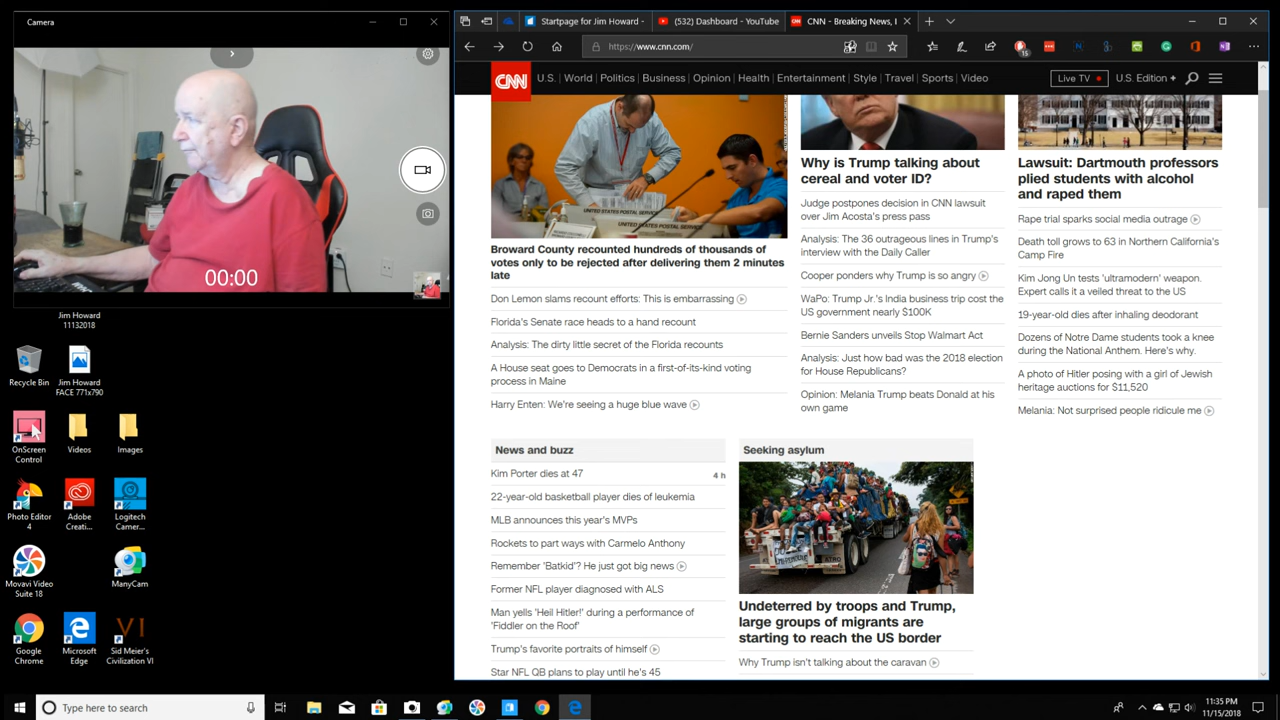 Camera
00:00
Jim Howard
11132018
Recycle Bin
Jim Howard
FACE 771x790
OnScreen
Control
Videos
Images
Photo Editor
4
Adobe
Creati...
Logitech
Camer...
Movavi Video
Suite 18
ManyCam
Google
Chrome
Microsoft
Edge
Sid Meier's
Civilization VI
VI
Startpage for Jim Howard -
(532) Dashboard - YouTube
CNN - Breaking News, l
https://www.cnn.com/
15
CNN
U.S.
World
Politics
Business
Opinion
Health
Entertainment
Style
Travel
Sports
Video
Live TV
U.S. Edition +
UNITED STATES POSTAL SERVICE
UNITED STATES POSTAL SERVICE
Broward County recounted hundreds of thousands of
votes only to be rejected after delivering them 2 minutes
late
Don Lemon slams recount efforts: This is embarrassing
Florida's Senate race heads to a hand recount
Analysis: The dirty little secret of the Florida recounts
A House seat goes to Democrats in a first-of-its-kind voting
process in Maine
Harry Enten: We're seeing a huge blue wave
Why is Trump talking about
cereal and voter ID?
Judge postpones decision in CNN lawsuit
over Jim Acosta's press pass
Analysis: The 36 outrageous lines in Trump's
interview with the Daily Caller
Cooper ponders why Trump is so angry
WaPo: Trump Jr.'s India business trip cost the
US government nearly $100K
Bernie Sanders unveils Stop Walmart Act
Analysis: Just how bad was the 2018 election
for House Republicans?
Opinion: Melania Trump beats Donald at his
own game
Lawsuit: Dartmouth professors
plied students with alcohol
and raped them
Rape trial sparks social media outrage
Death toll grows to 63 in Northern California's
Camp Fire
Kim Jong Un tests 'ultramodern' weapon.
Expert calls it a veiled threat to the US
19-year-old dies after inhaling deodorant
Dozens of Notre Dame students took a knee
during the National Anthem. Here's why.
A photo of Hitler posing with a girl of Jewish
heritage auctions for $11,520
Melania: Not surprised people ridicule me
News and buzz
Kim Porter dies at 47
4 h
22-year-old basketball player dies of leukemia
MLB announces this year's MVPs
Rockets to part ways with Carmelo Anthony
Remember 'Batkid'? He just got big news
Former NFL player diagnosed with ALS
Man yells 'Heil Hitler!' during a performance of
'Fiddler on the Roof'
Trump's favorite portraits of himself
Star NFL QB plans to play until he's 45
Seeking asylum
Undeterred by troops and Trump,
large groups of migrants are
starting to reach the US border
Why Trump isn't talking about the caravan
Type here to search
11:35 PM
11/15/2018